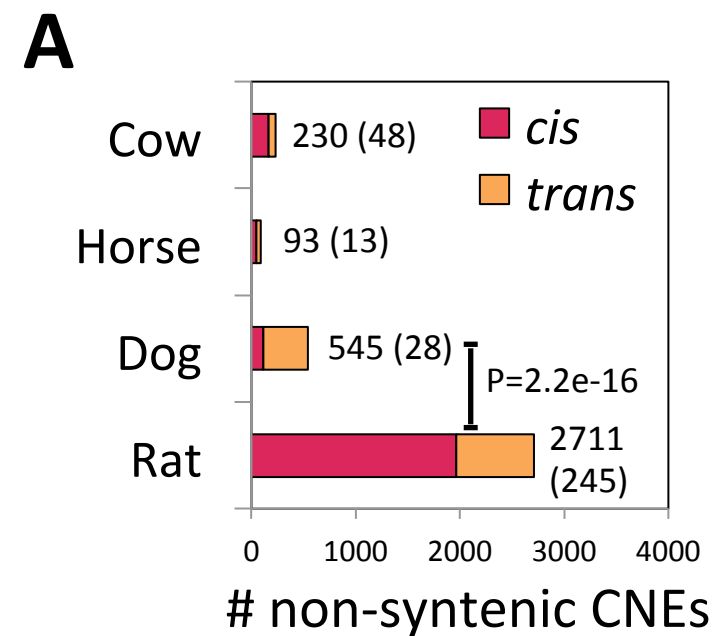 A
Cow
230 (48)
cis
trans
Horse
93 (13)
Dog
545 (28)
P=2.2e-16
Rat
2711
(245)
0 1000 2000 3000 4000
# non-syntenic CNEs